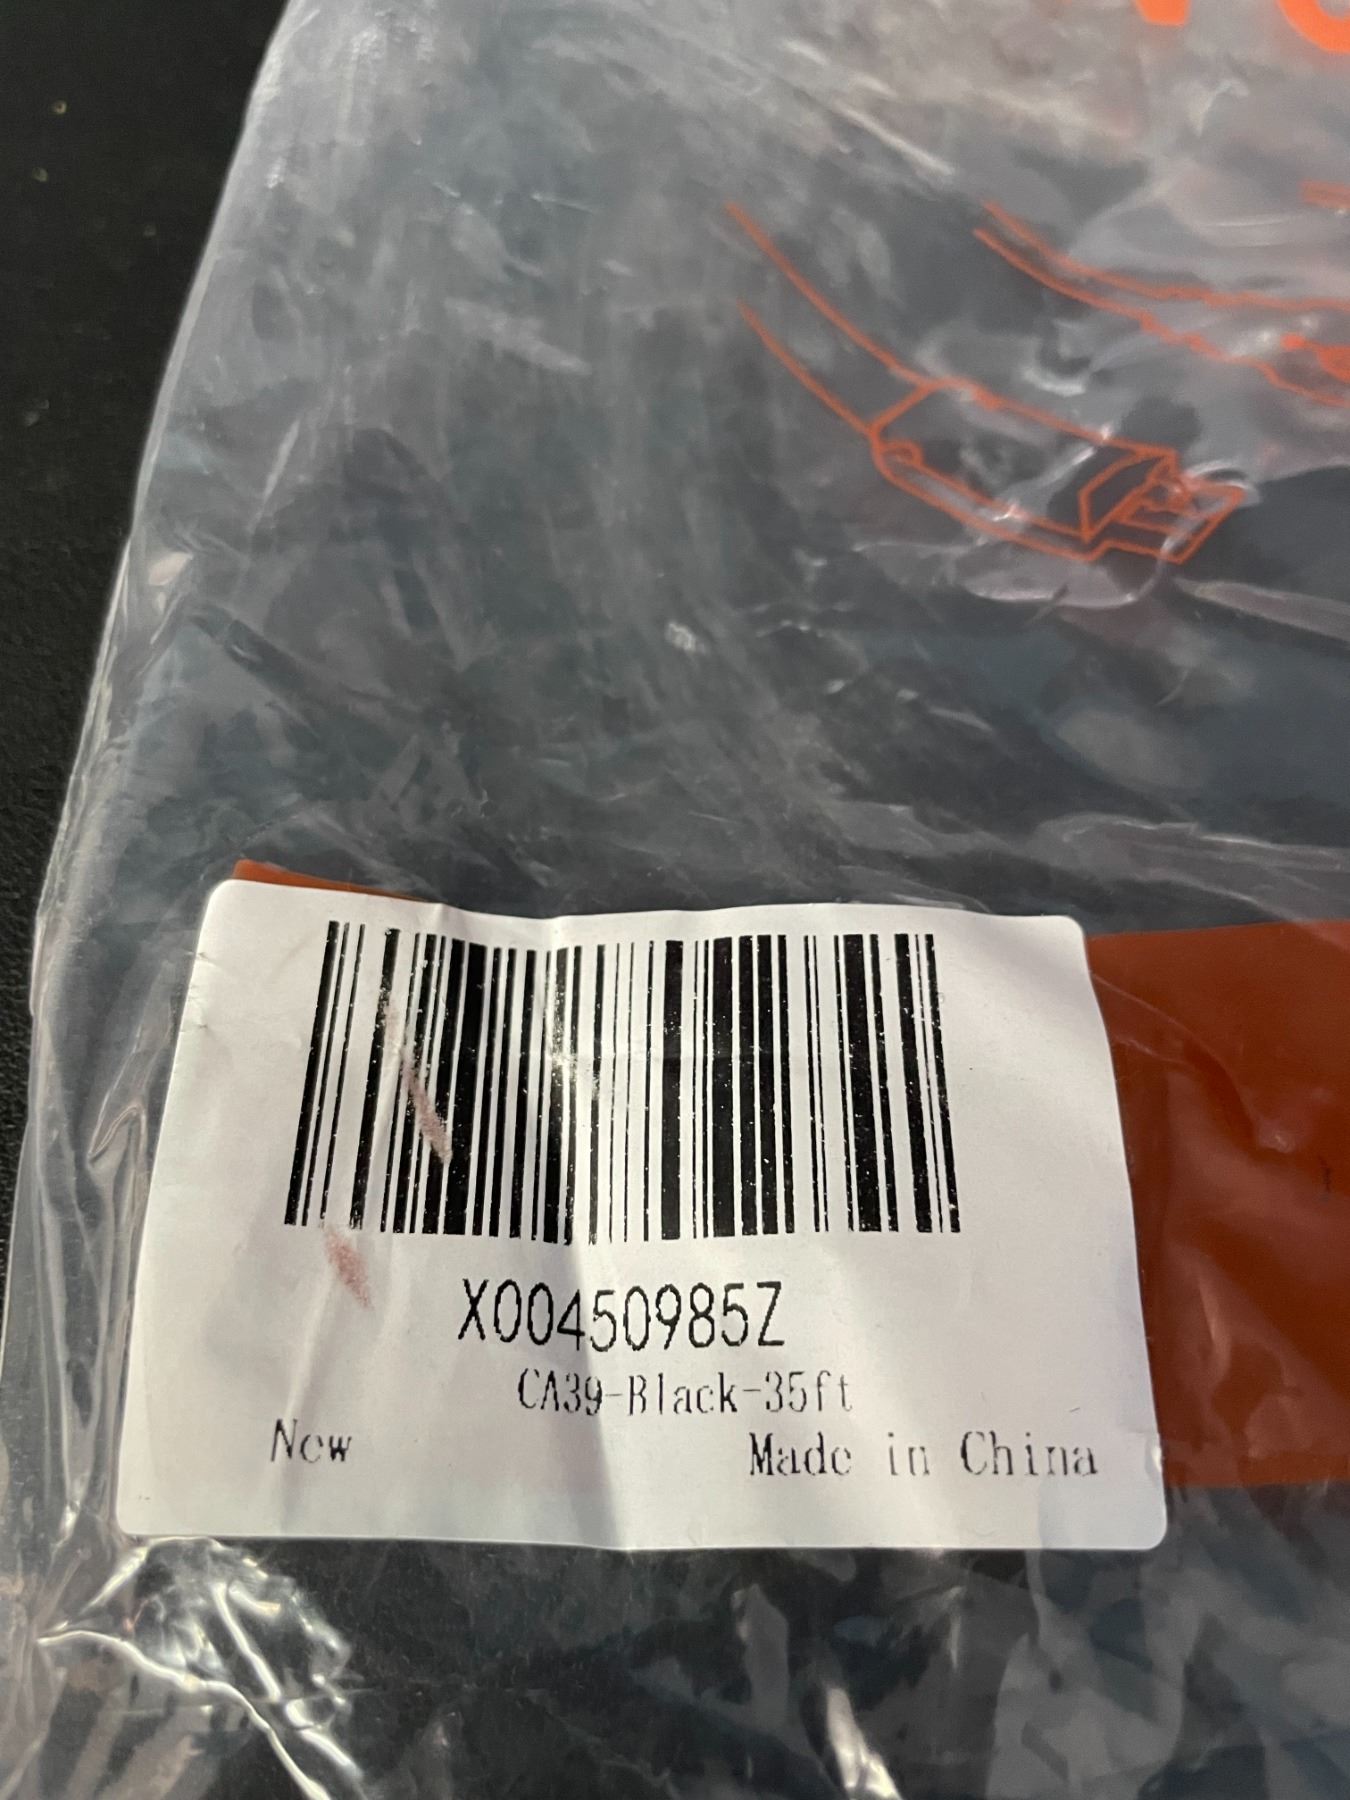 X00450985Z
CA39-Black-35ft
New
Made in China